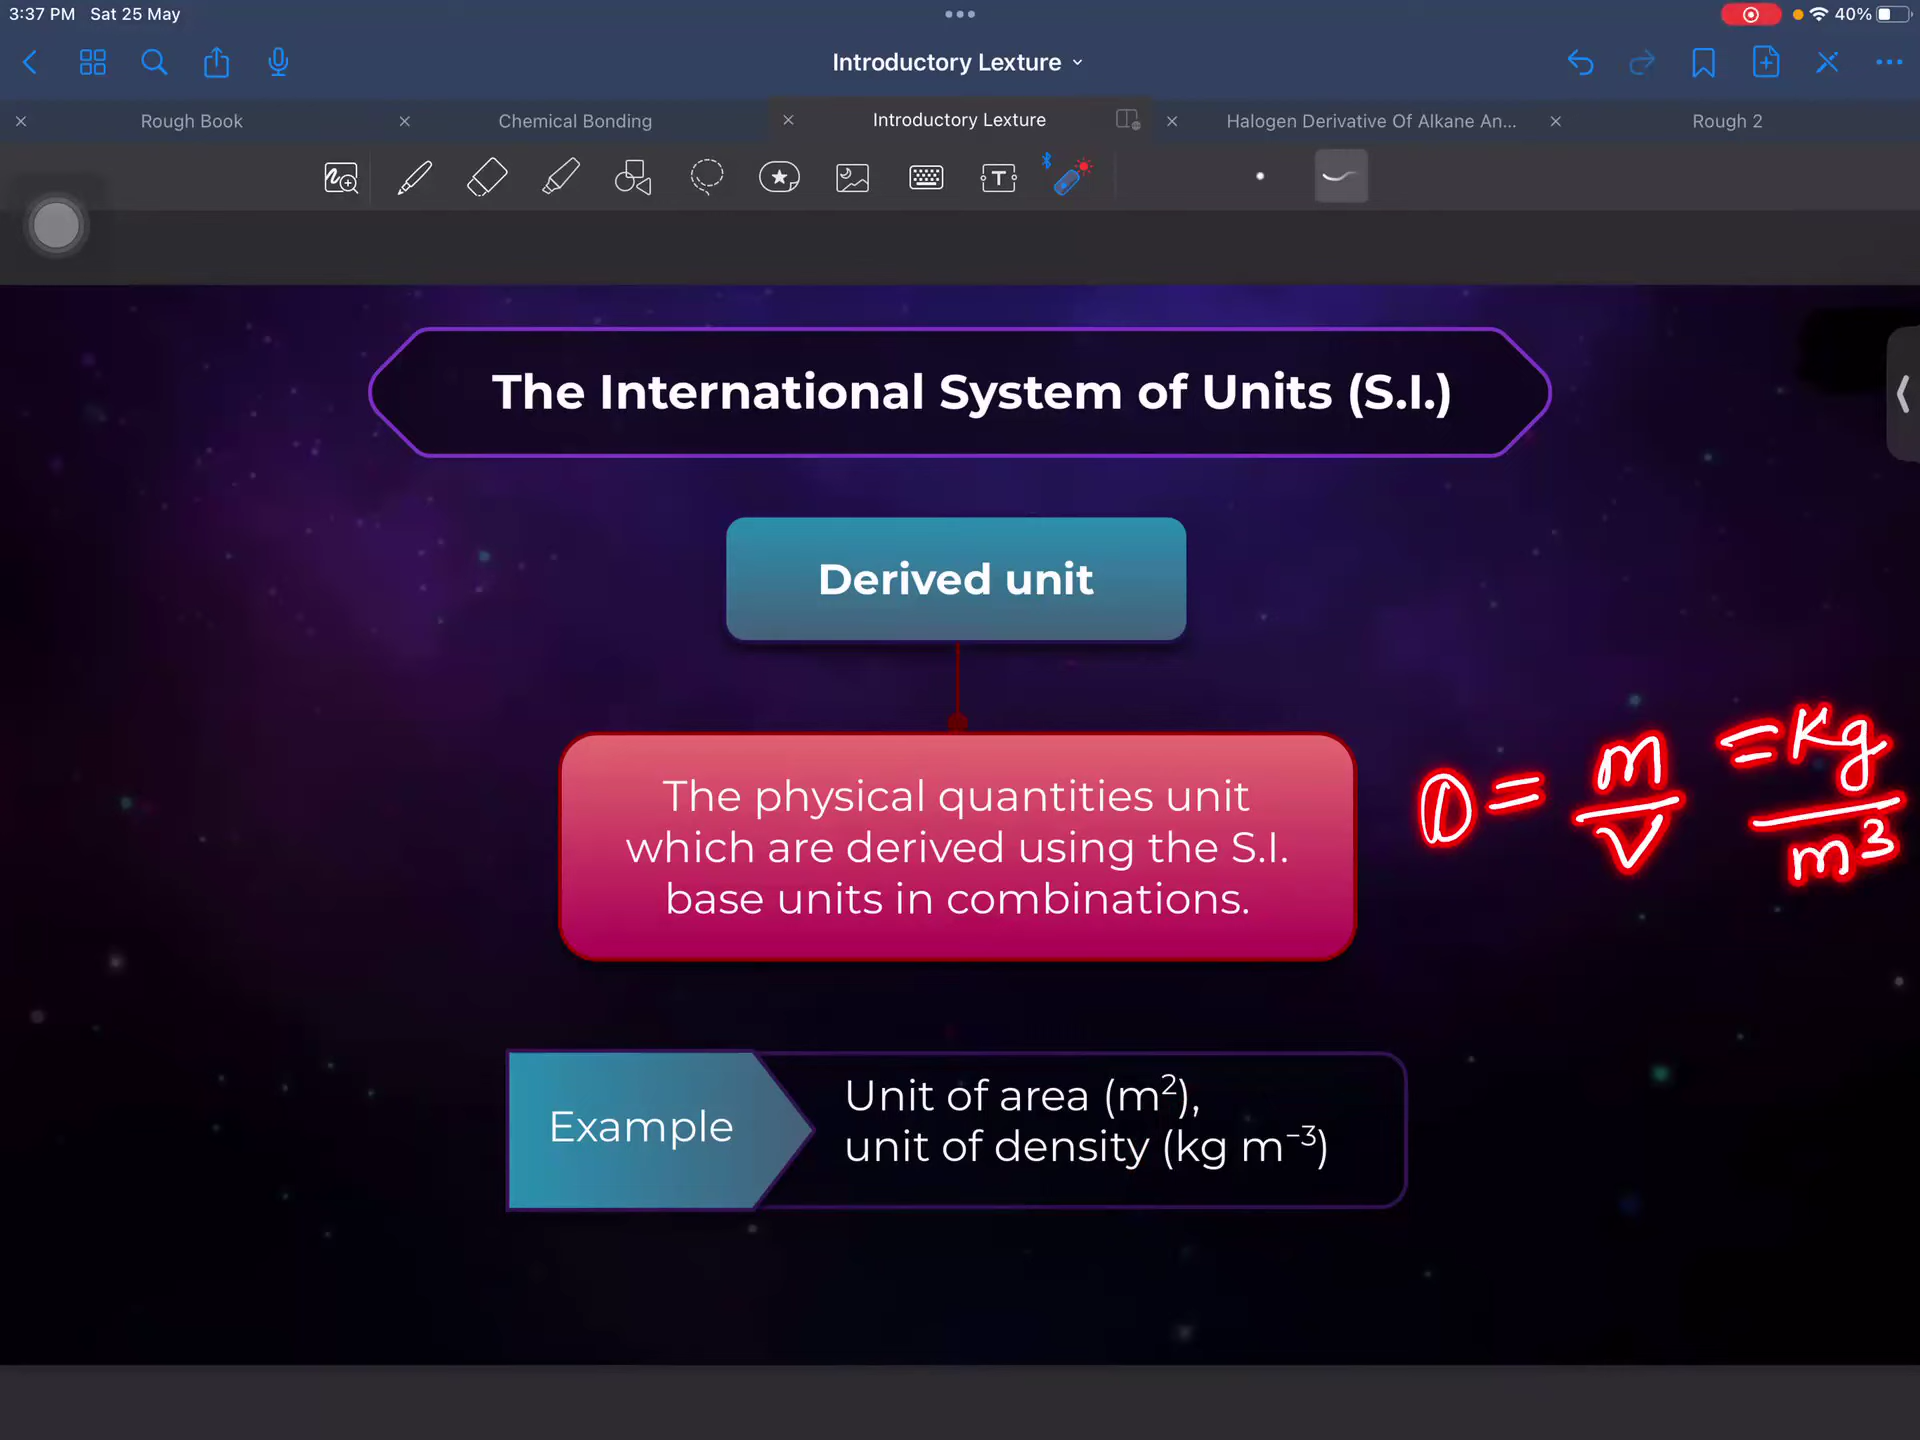 3:37 PM Sat 25 May
40%
Introductory Lexture
Rough Book
Chemical Bonding
Introductory Lexture
Halogen Derivative Of Alkane An...
Rough 2
The International System of Units (S.I.)
Derived unit
The physical quantities unit
which are derived using the S.I.
base units in combinations.
D = m/V = Kg/m³
Example
Unit of area (m²),
unit of density (kg m⁻³)